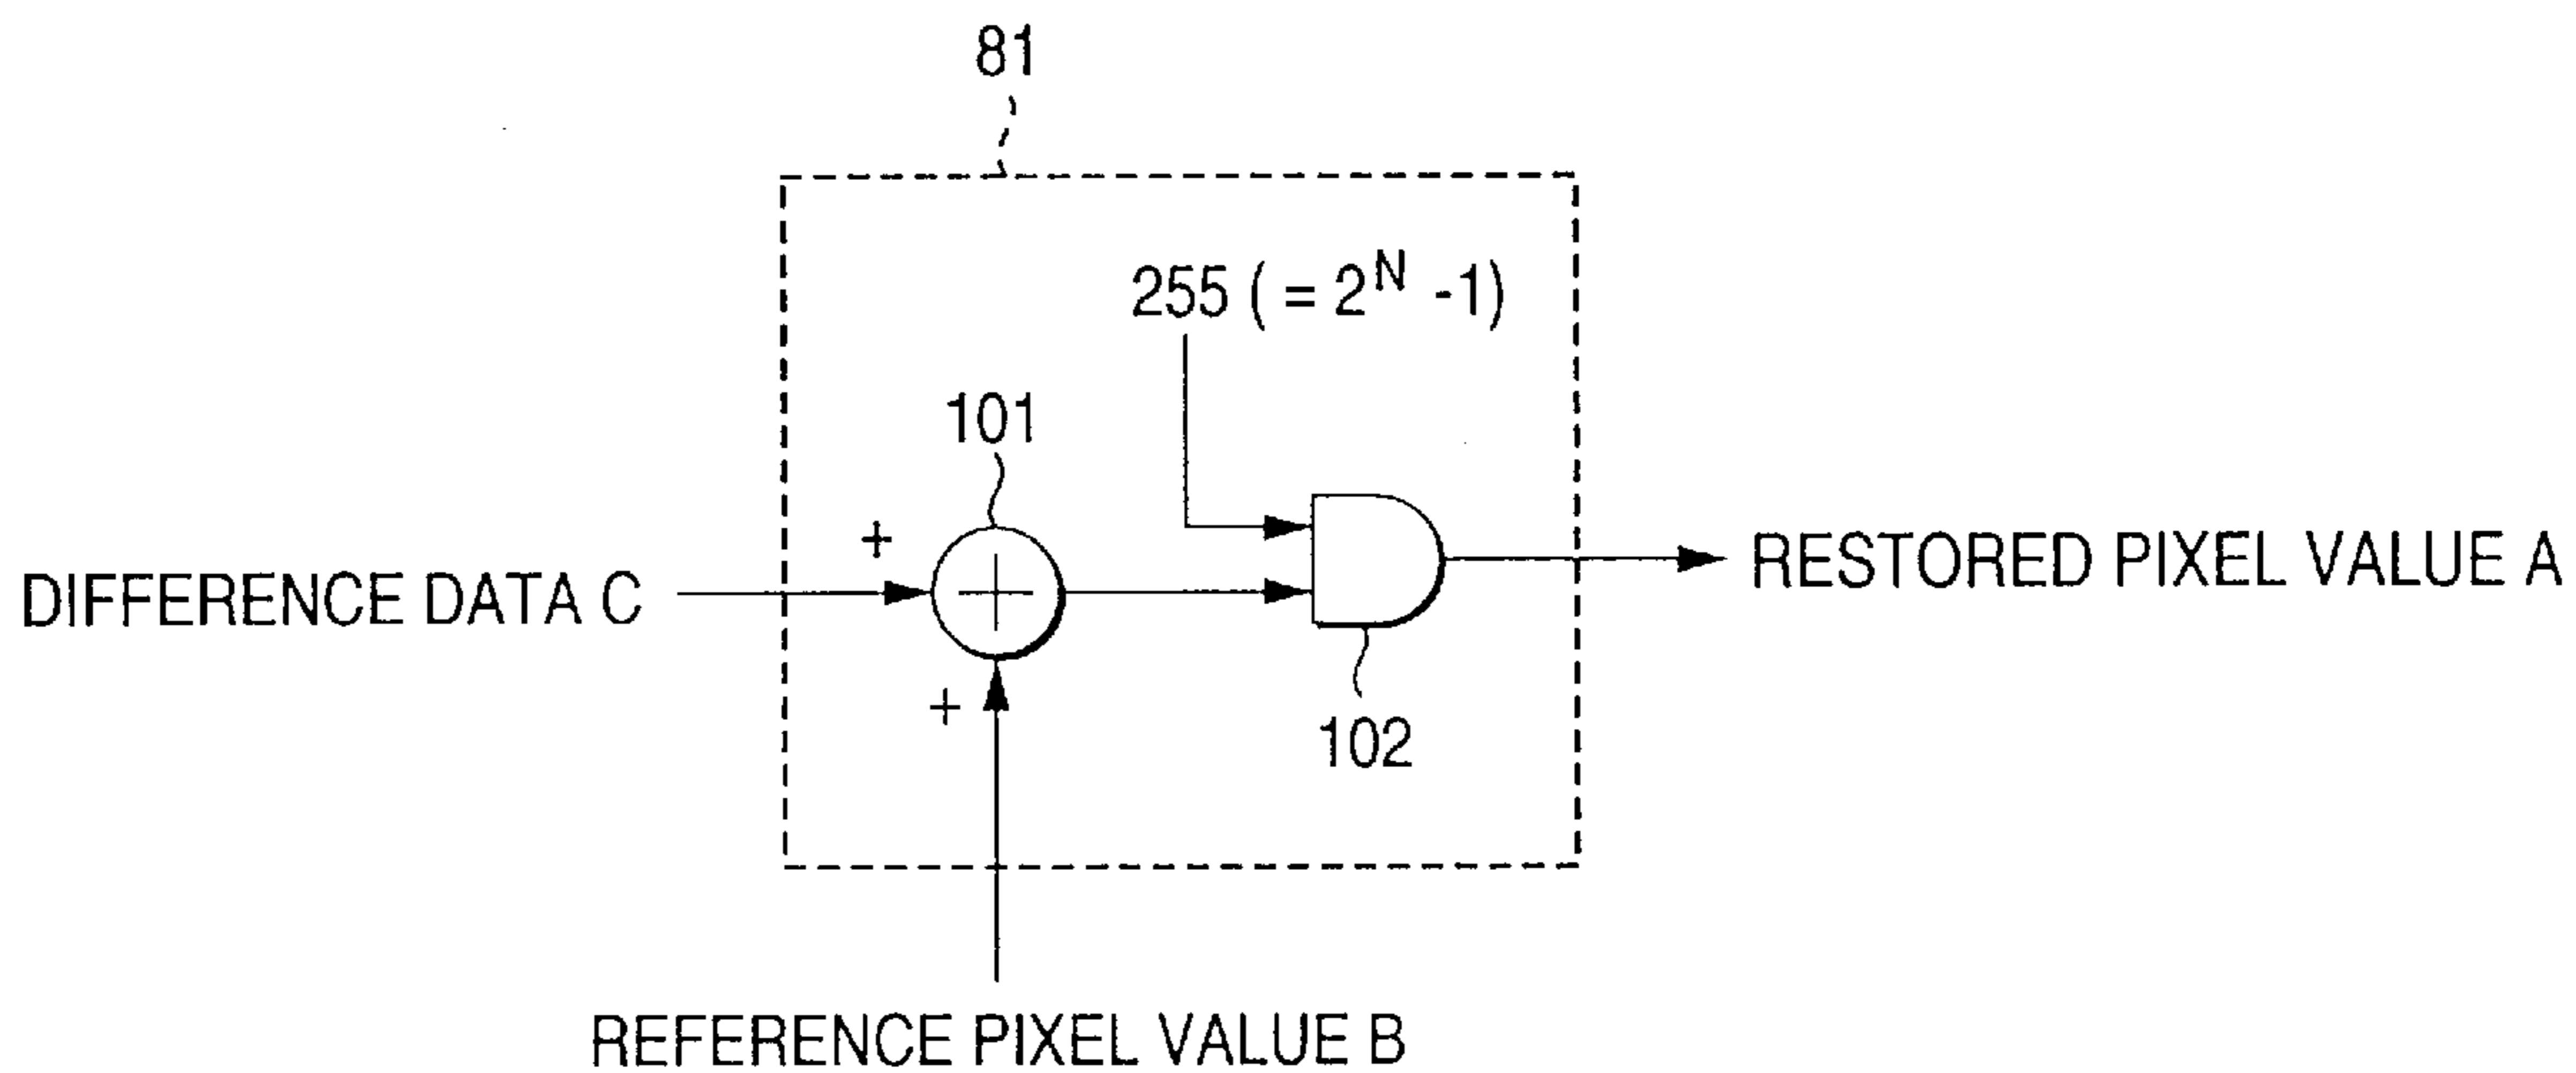 81
255 ( = 2^N -1)
101
+
DIFFERENCE DATA C
RESTORED PIXEL VALUE A
+
102
REFERENCE PIXEL VALUE B